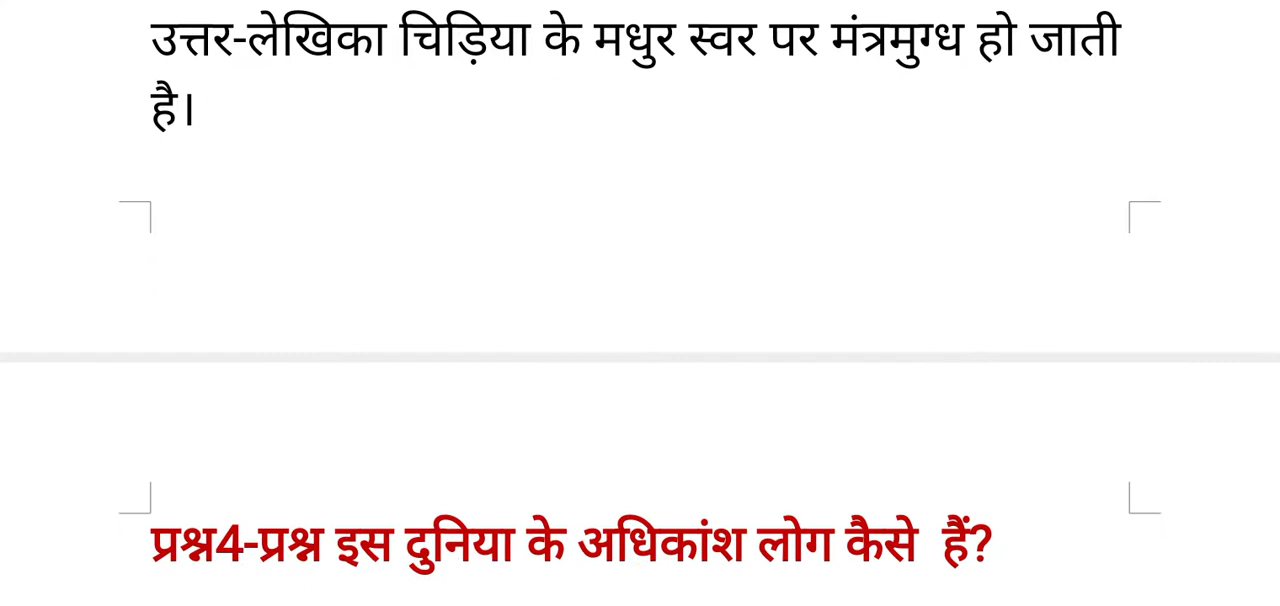 उत्तर-लेखिका चिड़िया के मधुर स्वर पर मंत्रमुग्ध हो जाती
है।
प्रश्न4-प्रश्न इस दुनिया के अधिकांश लोग कैसे  हैं?